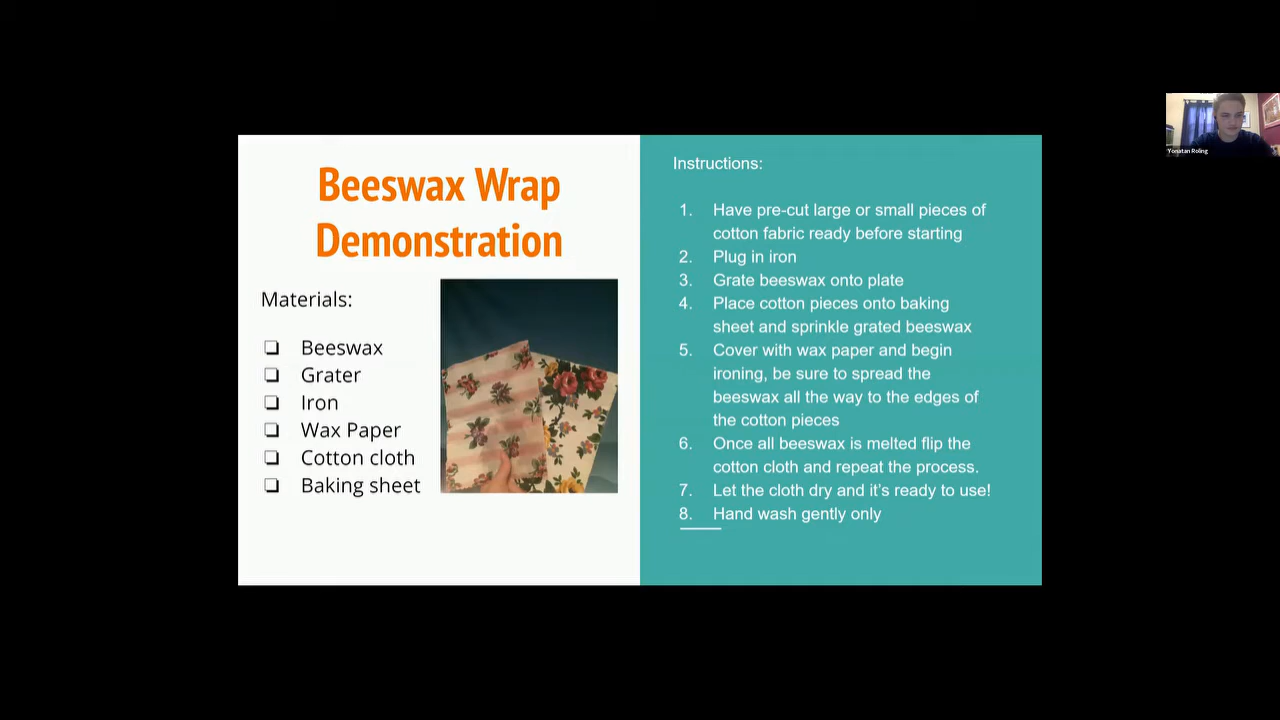 Beeswax Wrap
Demonstration
Materials:
❏ Beeswax
❏ Grater
❏ Iron
❏ Wax Paper
❏ Cotton cloth
❏ Baking sheet
Instructions:
1. Have pre-cut large or small pieces of
cotton fabric ready before starting
2. Plug in iron
3. Grate beeswax onto plate
4. Place cotton pieces onto baking
sheet and sprinkle grated beeswax
5. Cover with wax paper and begin
ironing, be sure to spread the
beeswax all the way to the edges of
the cotton pieces
6. Once all beeswax is melted flip the
cotton cloth and repeat the process.
7. Let the cloth dry and it's ready to use!
8. Hand wash gently only
Yonatan Roling